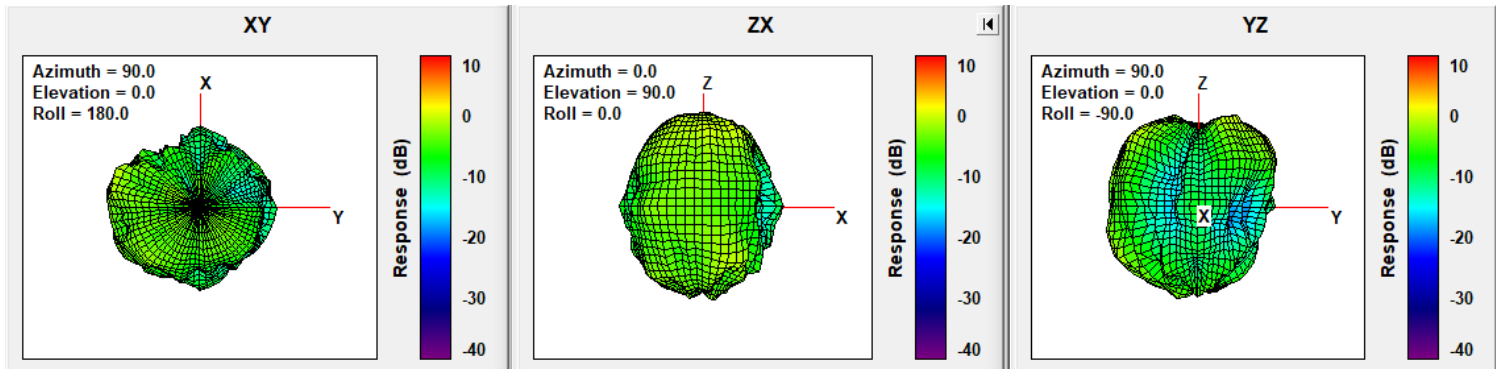 XY
Azimuth = 90.0
Elevation = 0.0
Roll = 180.0
X
Y
10
0
-10
-20
-30
-40
Response (dB)
ZX
Azimuth = 0.0
Elevation = 90.0
Roll = 0.0
Z
X
10
0
-10
-20
-30
-40
Response (dB)
YZ
Azimuth = 90.0
Elevation = 0.0
Roll = -90.0
Z
X
Y
10
0
-10
-20
-30
-40
Response (dB)